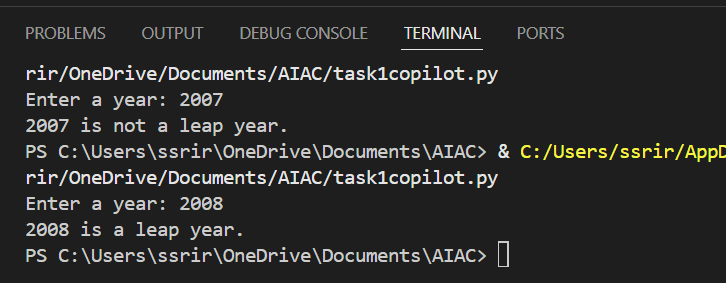 PROBLEMS OUTPUT DEBUG CONSOLE TERMINAL PORTS
rir/OneDrive/Documents/AIAC/task1copilot.py
Enter a year: 2007
2007 is not a leap year.
PS C:\Users\ssrir\OneDrive\Documents\AIAC> & C:/Users/ssrir/AppD
rir/OneDrive/Documents/AIAC/task1copilot.py
Enter a year: 2008
2008 is a leap year.
PS C:\Users\ssrir\OneDrive\Documents\AIAC>